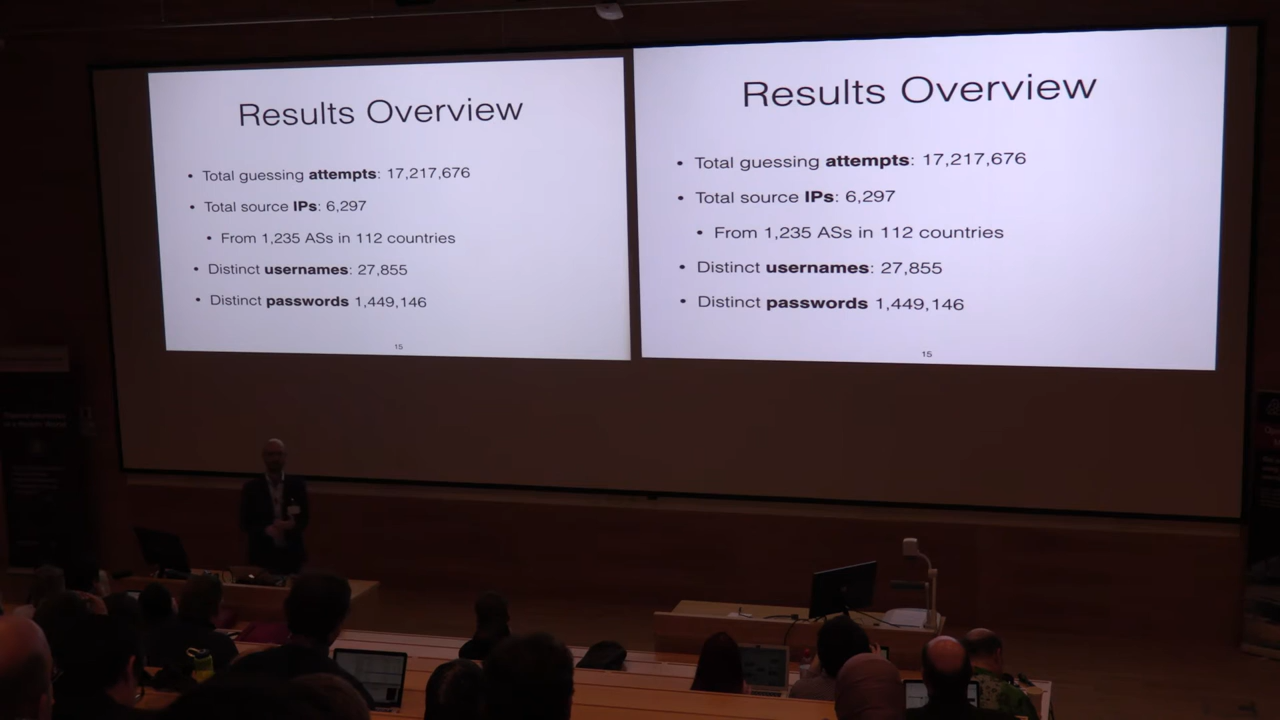 Results Overview
• Total guessing attempts: 17,217,676
• Total source IPs: 6,297
• From 1,235 ASs in 112 countries
• Distinct usernames: 27,855
• Distinct passwords 1,449,146
15
Results Overview
• Total guessing attempts: 17,217,676
• Total source IPs: 6,297
• From 1,235 ASs in 112 countries
• Distinct usernames: 27,855
• Distinct passwords 1,449,146
15